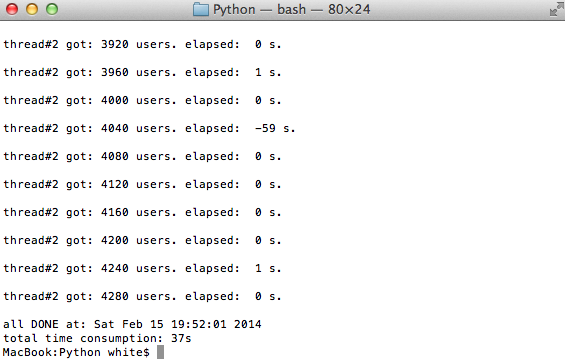 Python — bash — 80×24
thread#2 got: 3920 users. elapsed:  0 s.
thread#2 got: 3960 users. elapsed:  1 s.
thread#2 got: 4000 users. elapsed:  0 s.
thread#2 got: 4040 users. elapsed:  -59 s.
thread#2 got: 4080 users. elapsed:  0 s.
thread#2 got: 4120 users. elapsed:  0 s.
thread#2 got: 4160 users. elapsed:  0 s.
thread#2 got: 4200 users. elapsed:  0 s.
thread#2 got: 4240 users. elapsed:  1 s.
thread#2 got: 4280 users. elapsed:  0 s.
all DONE at: Sat Feb 15 19:52:01 2014
total time consumption: 37s
MacBook:Python white$